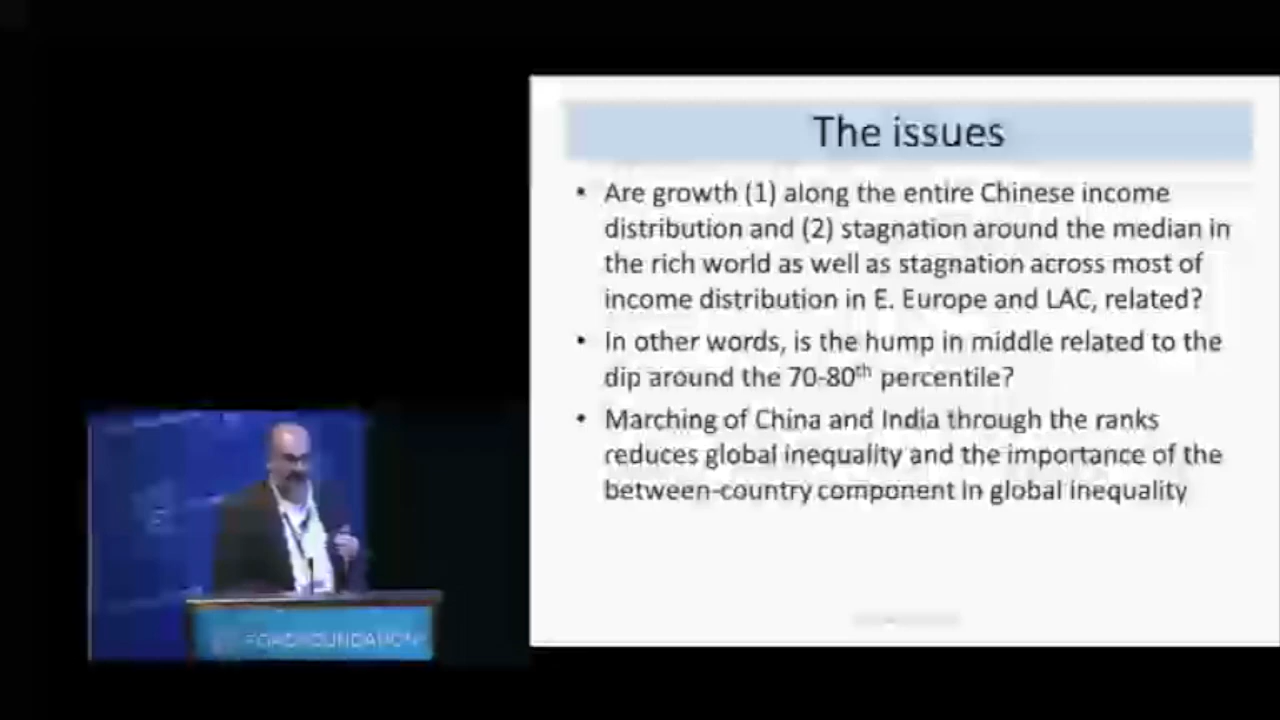 The issues
• Are growth (1) along the entire Chinese income
distribution and (2) stagnation around the median in
the rich world as well as stagnation across most of
income distribution in E. Europe and LAC, related?
• In other words, is the hump in middle related to the
dip around the 70-80th percentile?
• Marching of China and India through the ranks
reduces global inequality and the importance of the
between-country component in global inequality
FORDFOUNDATION